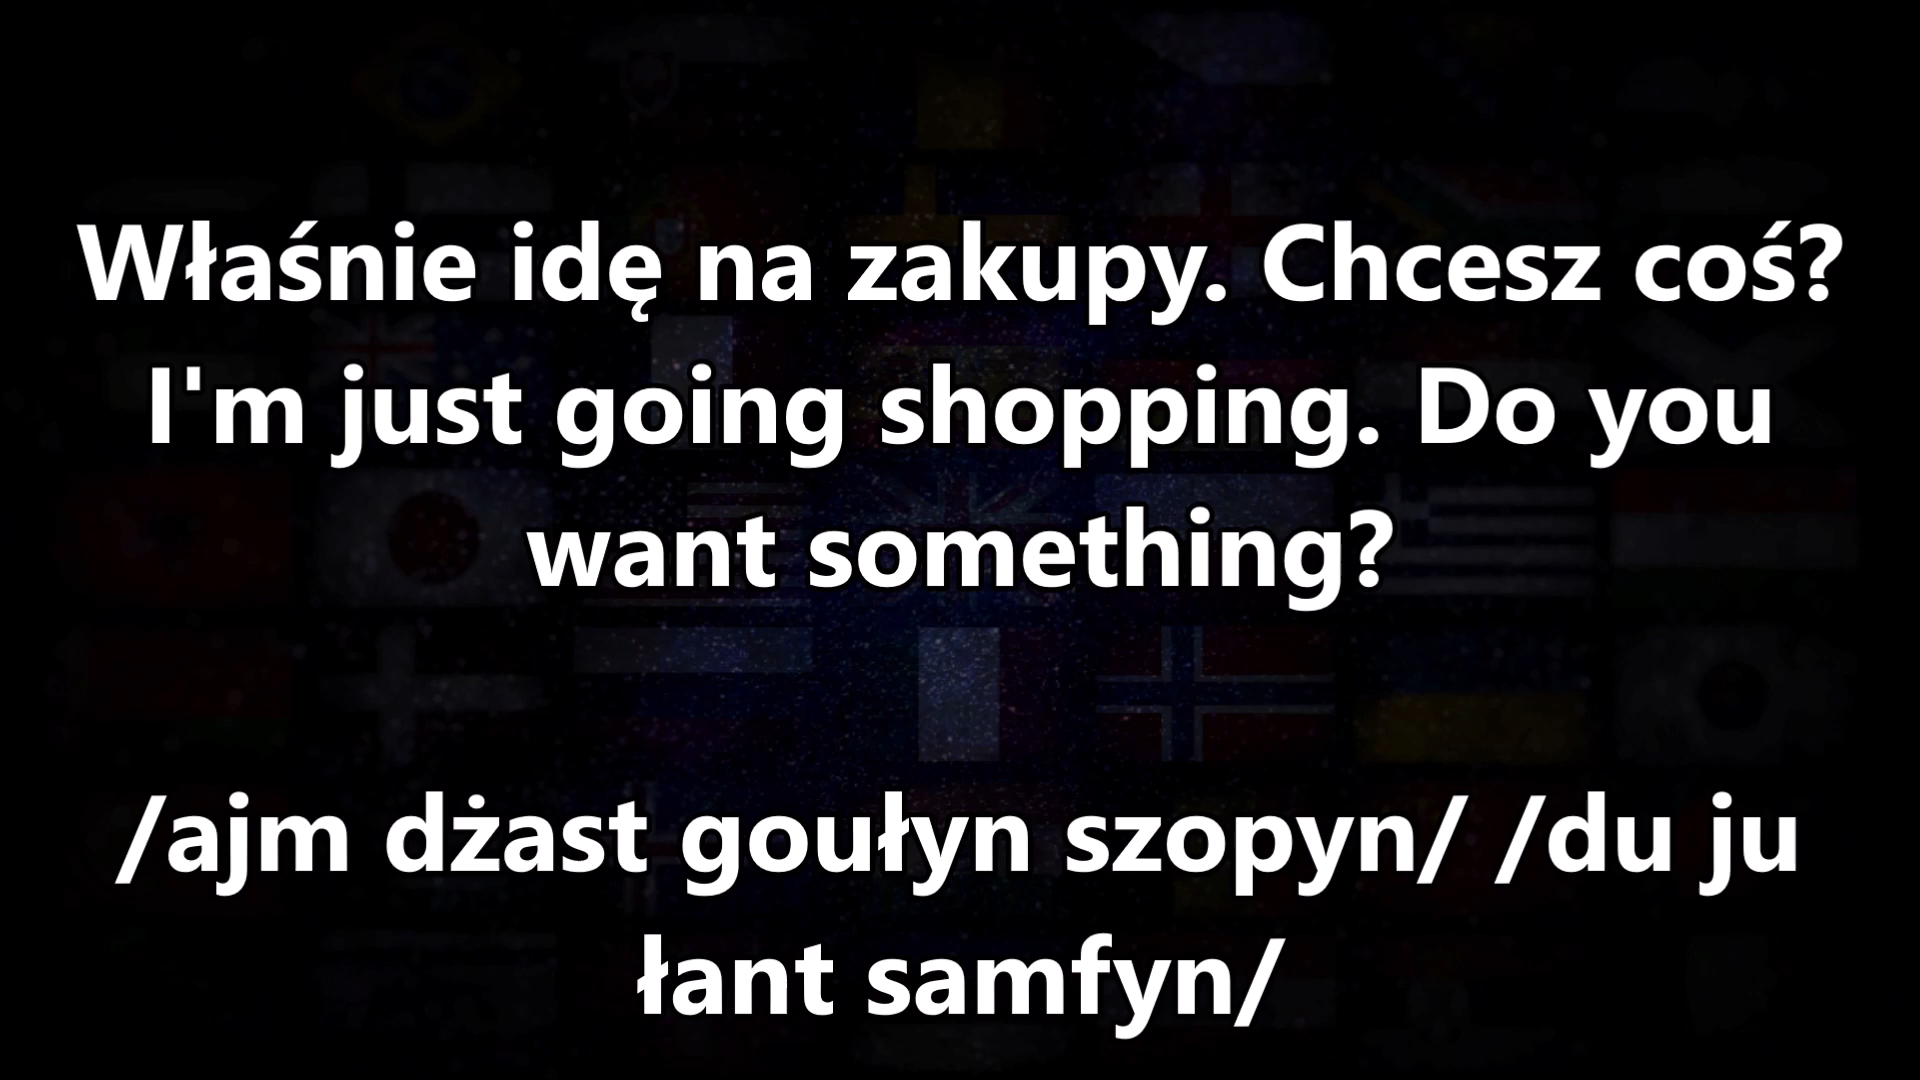 Właśnie idę na zakupy. Chcesz coś?
I'm just going shopping. Do you
want something?
/ajm dżast goułyn szopyn/ /du ju
łant samfyn/